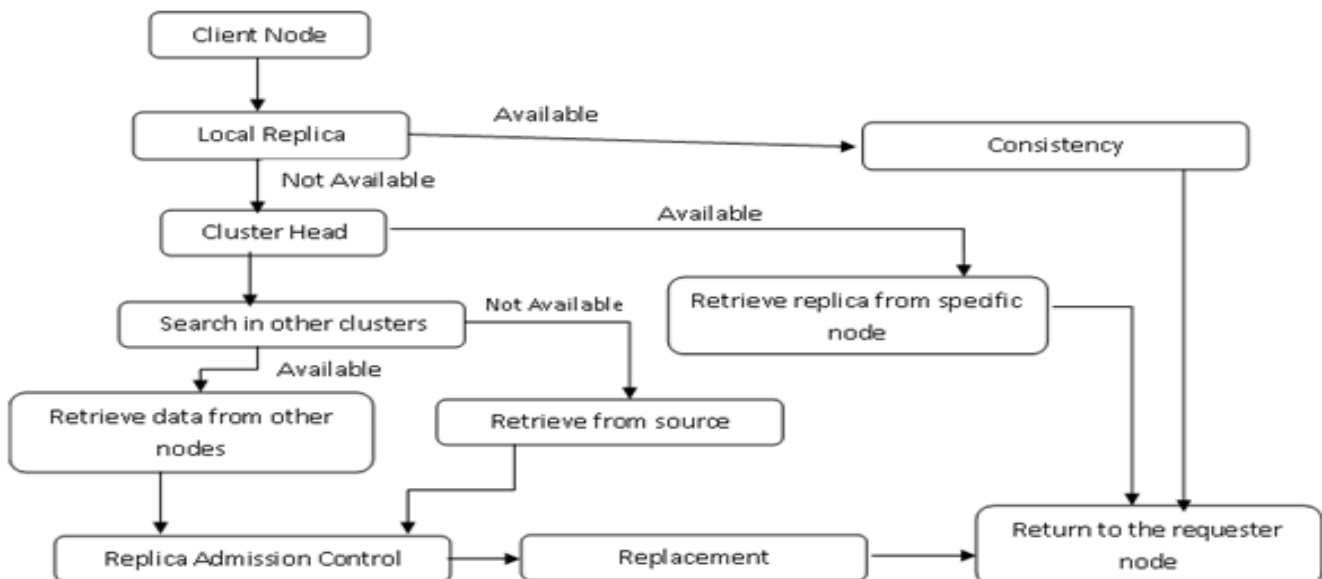 Client Node
Available
Local Replica
Consistency
Not Available
Available
Cluster Head
Retrieve replica from specific
node
Not Available
Search in other clusters
Available
Retrieve data from other
nodes
Retrieve from source
Return to the requester
node
Replica Admission Control
Replacement